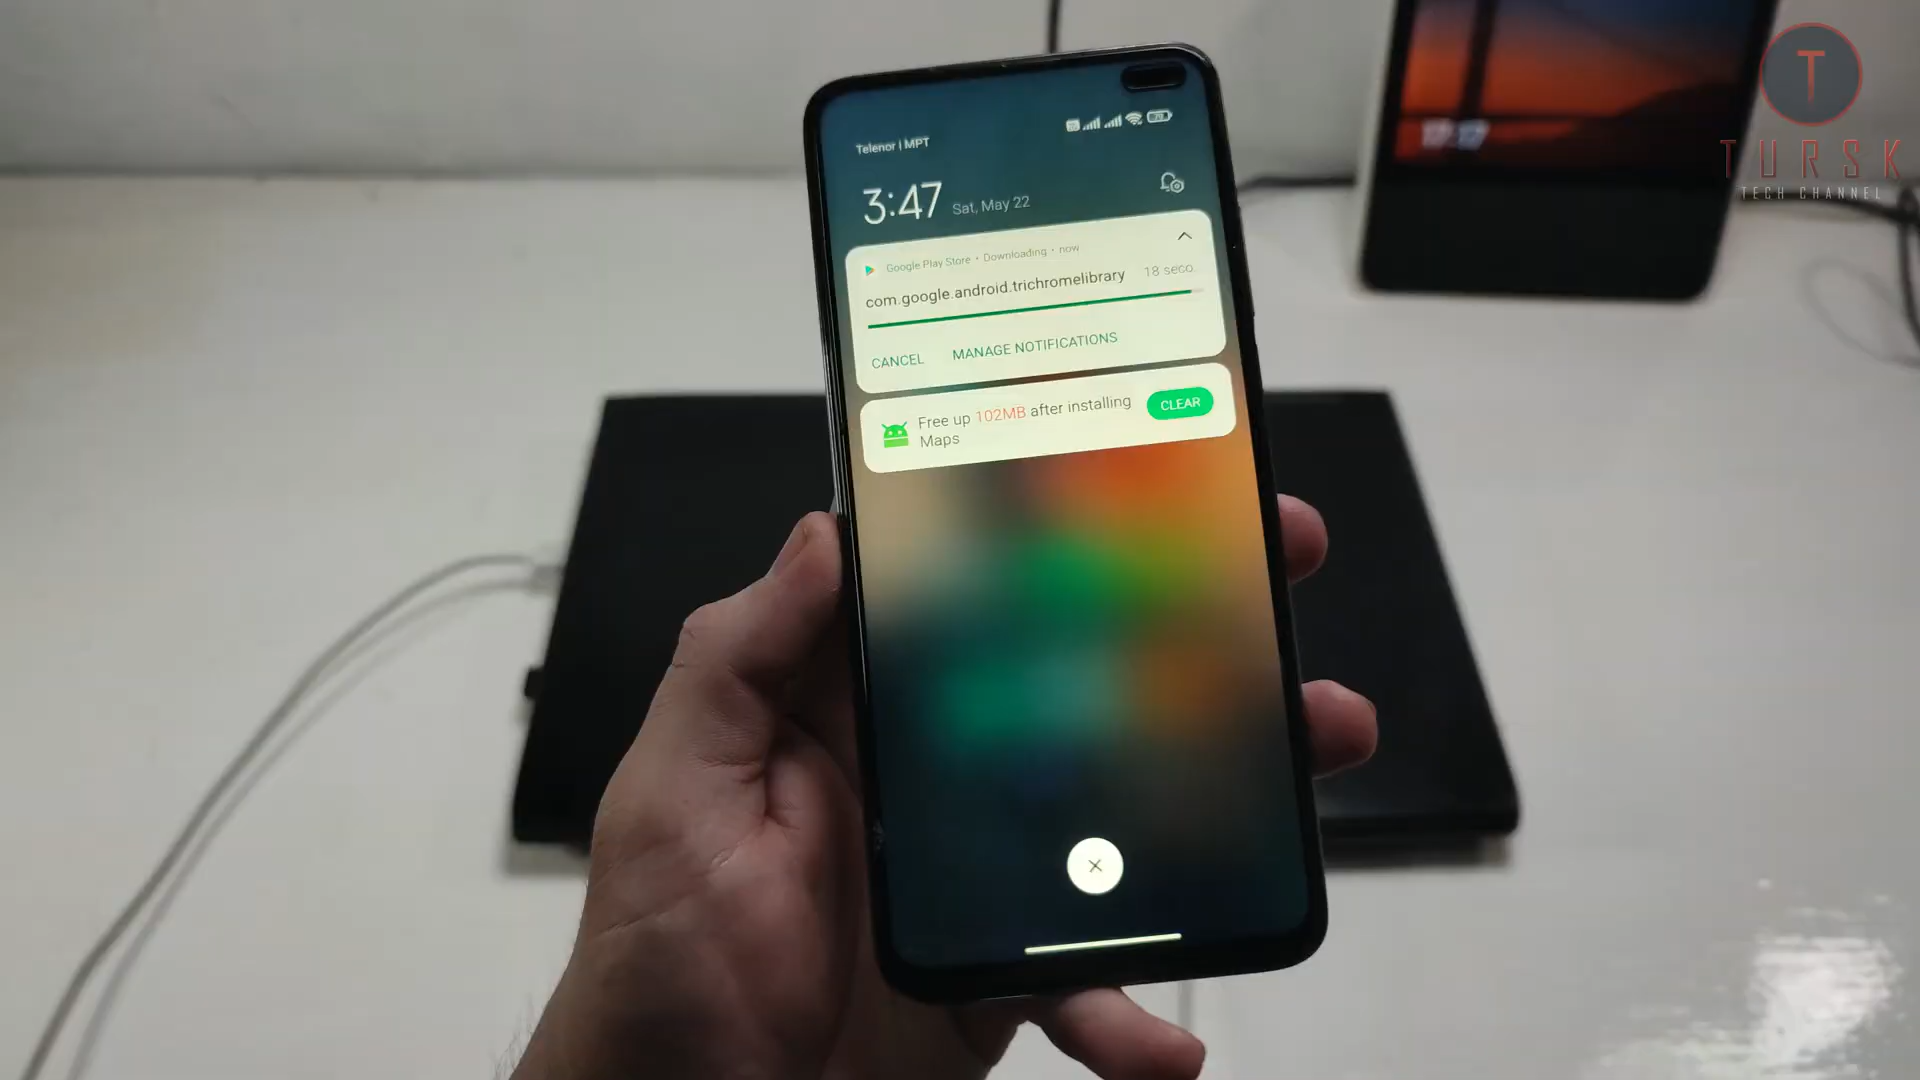 T
TURSK
TECH CHANNEL
Telenor | MPT
3:47 Sat, May 22
Google Play Store • Downloading • now
com.google.android.trichromelibrary 18 seco.
CANCEL MANAGE NOTIFICATIONS
Free up 102MB after installing
Maps
CLEAR